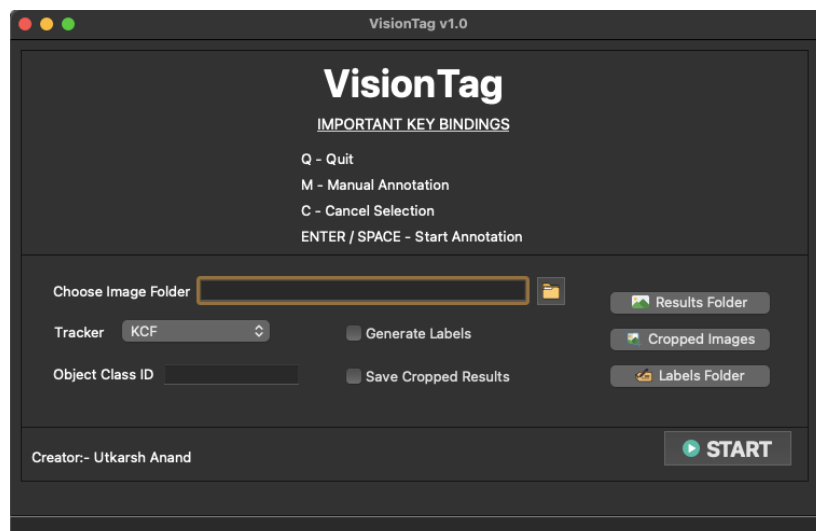 VisionTag v1.0
VisionTag
IMPORTANT KEY BINDINGS
Q - Quit
M - Manual Annotation
C - Cancel Selection
ENTER / SPACE - Start Annotation
Choose Image Folder
Results Folder
Tracker KCF
Generate Labels
Cropped Images
Object Class ID
Save Cropped Results
Labels Folder
Creator:- Utkarsh Anand
START